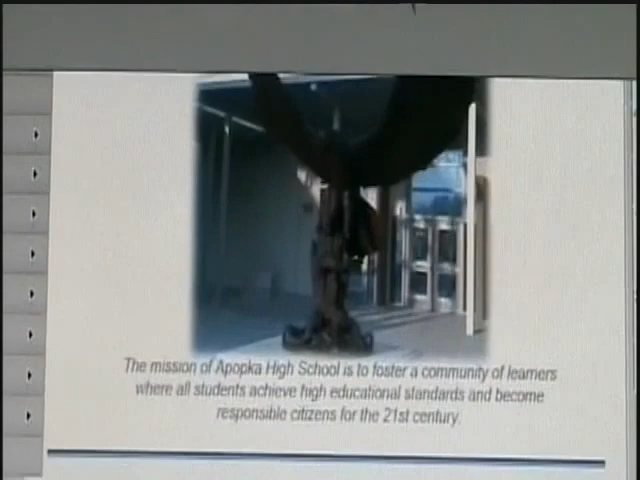 The mission of Apopka High School is to foster a community of learners
where all students achieve high educational standards and become
responsible citizens for the 21st century.